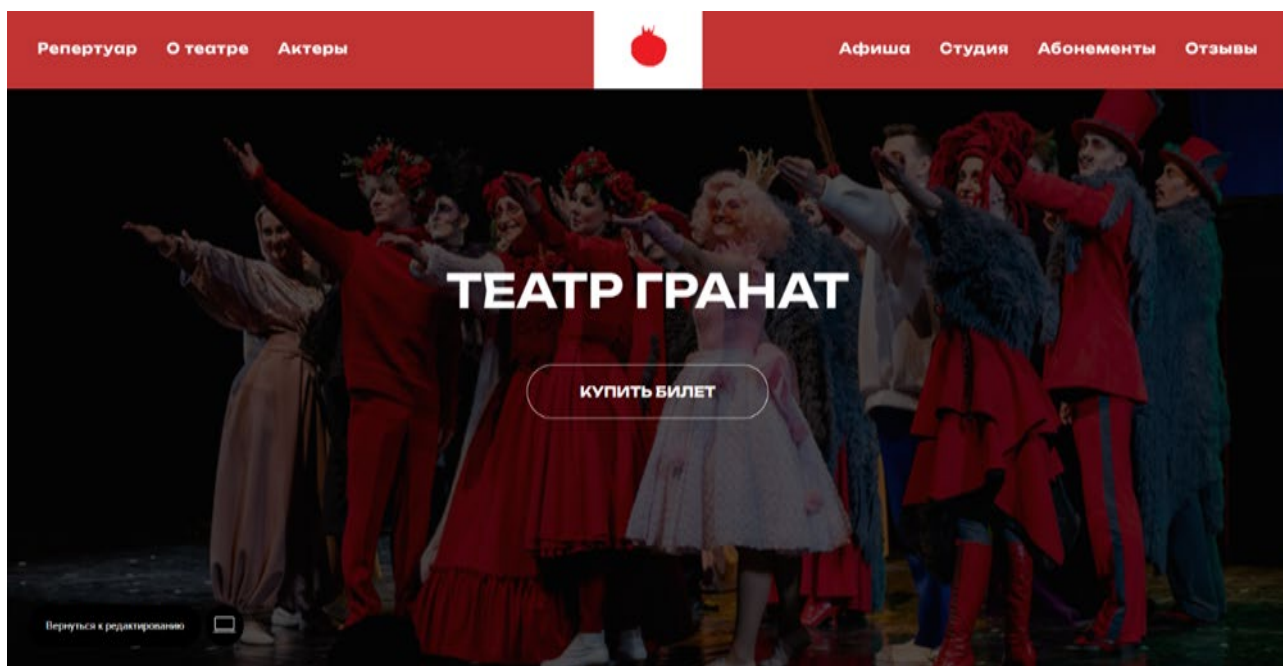 Репертуар О театре Актеры
Афиша Студия Абонементы Отзывы
ТЕАТР ГРАНАТ
КУПИТЬ БИЛЕТ
Вернуться к редактированию